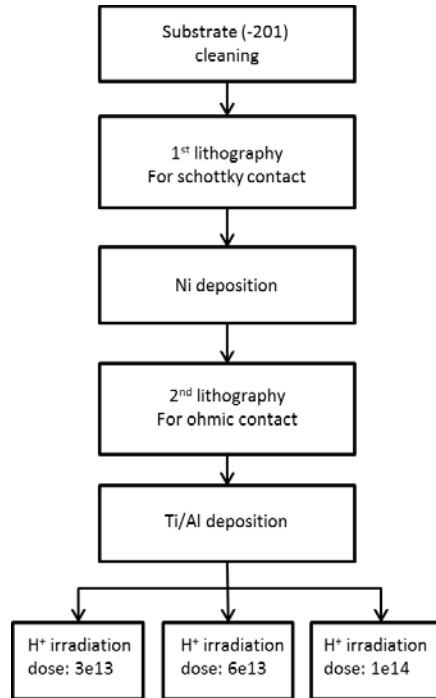 Substrate (-201)
cleaning
1st lithography
For schottky contact
Ni deposition
2nd lithography
For ohmic contact
Ti/Al deposition
H+ irradiation
dose: 3e13
H+ irradiation
dose: 6e13
H+ irradiation
dose: 1e14